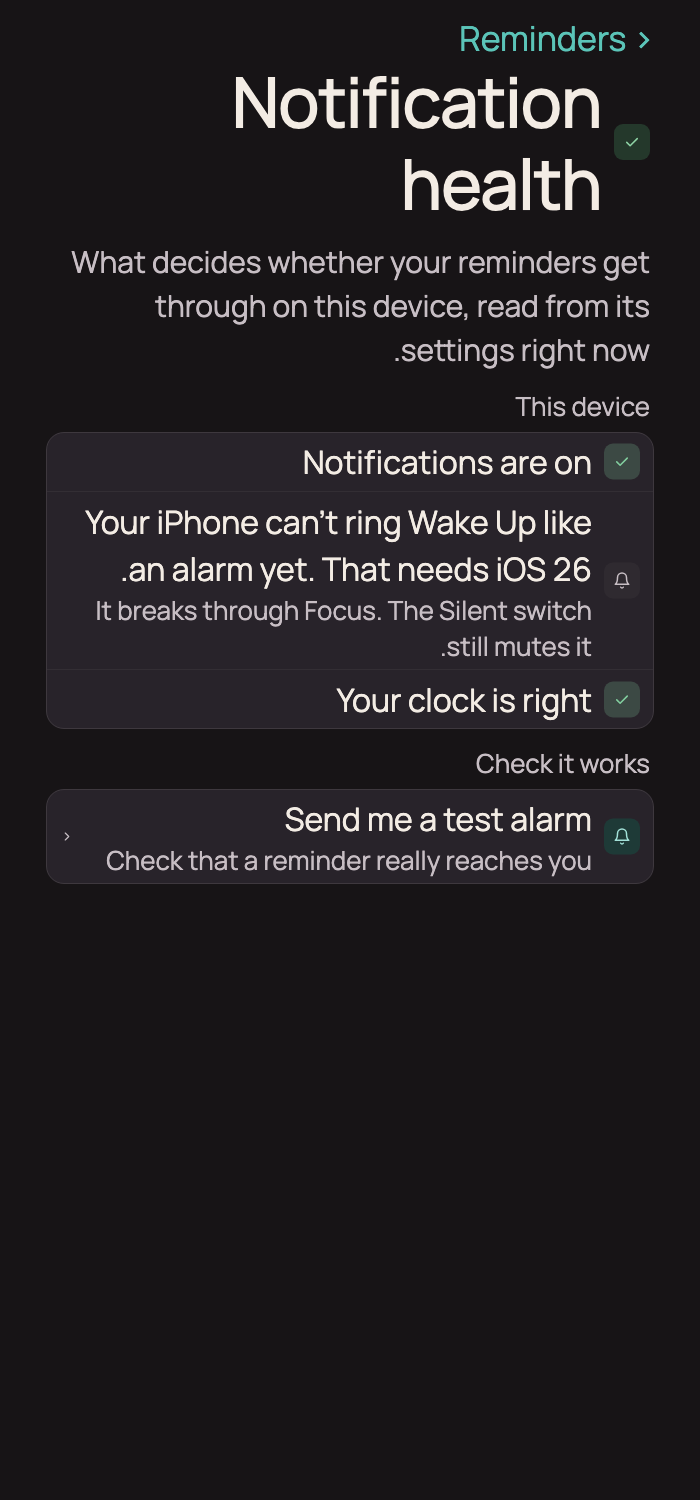 Reminders
Notification
health
What decides whether your reminders get
through on this device, read from its
.settings right now
This device
Notifications are on
Your iPhone can’t ring Wake Up like
.an alarm yet. That needs iOS 26
It breaks through Focus. The Silent switch
.still mutes it
Your clock is right
Check it works
Send me a test alarm
Check that a reminder really reaches you